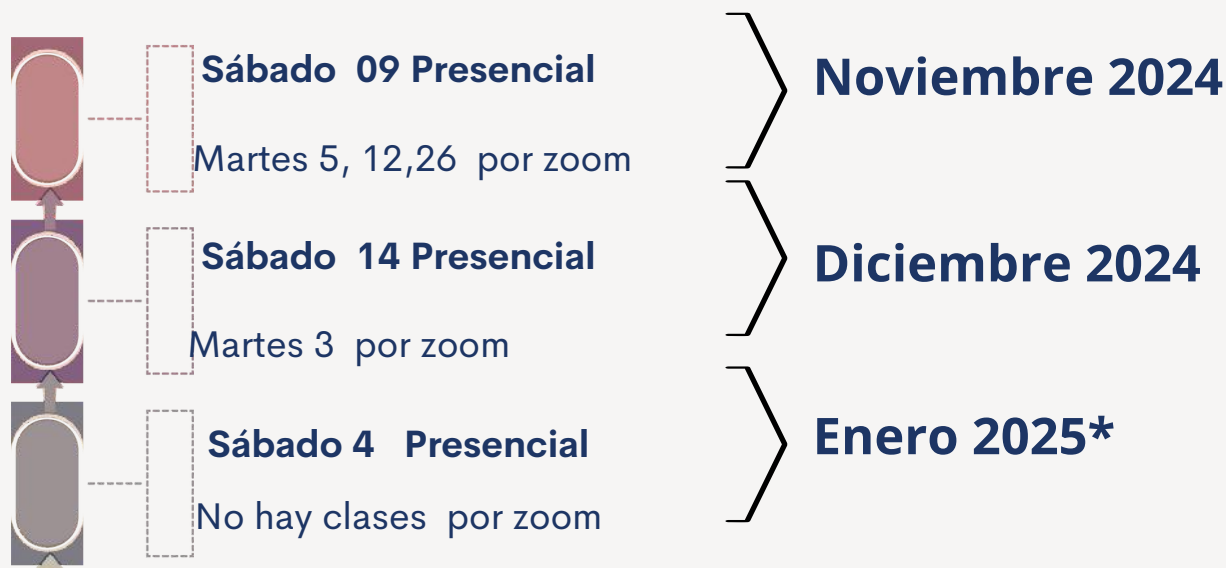 Sábado 09 Presencial
Noviembre 2024
Martes 5, 12,26 por zoom
Sábado 14 Presencial
Diciembre 2024
Martes 3 por zoom
Sábado 4 Presencial
Enero 2025*
No hay clases por zoom